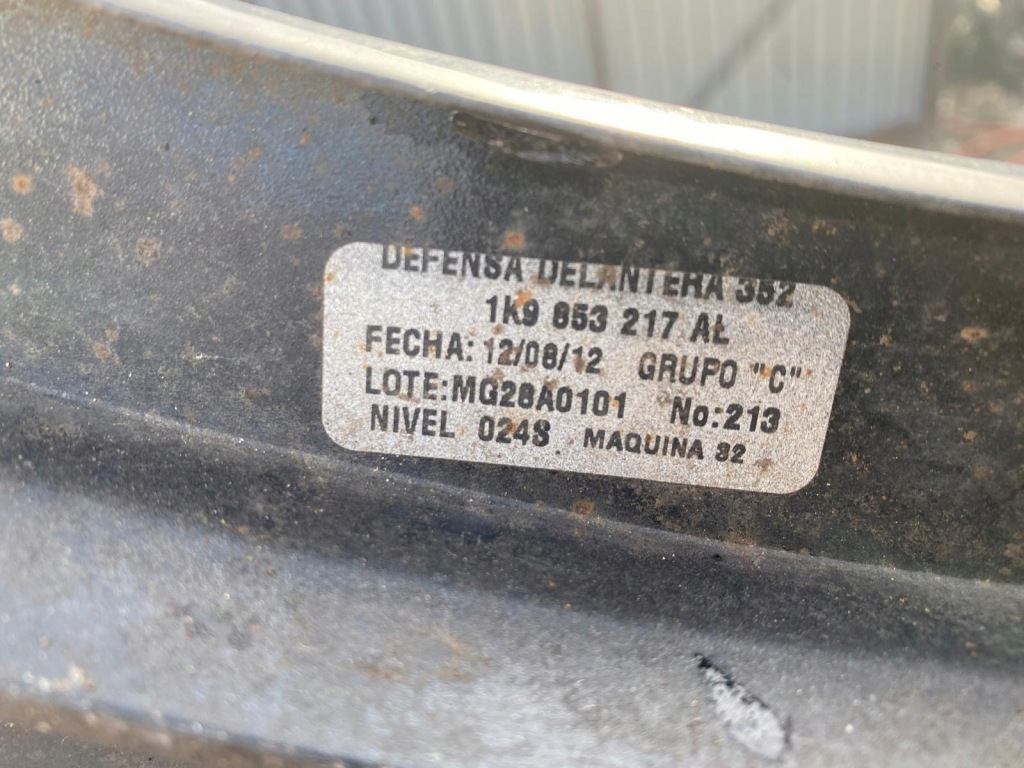 DEFENSA DELANTERA 352
1K9 853 217 AL
FECHA: 12/08/12 GRUPO "C"
LOTE:MG28A0101 No:213
NIVEL 024S MAQUINA 32